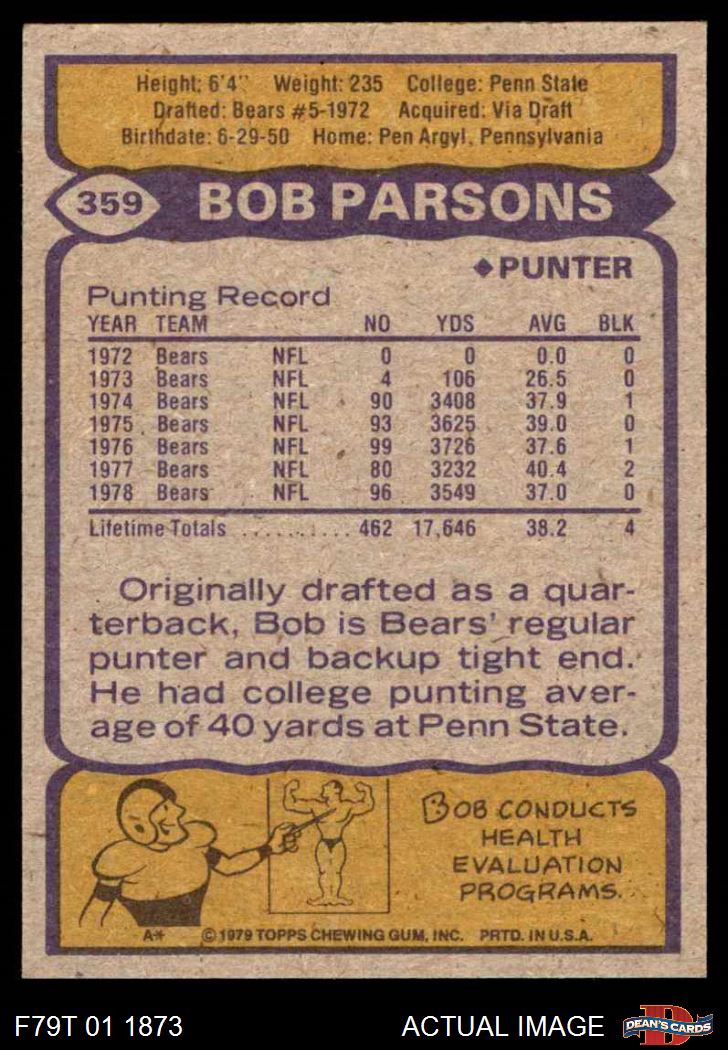 Height: 6'4" Weight: 235 College: Penn State
Drafted: Bears #5-1972 Acquired: Via Draft
Birthdate: 6-29-50 Home: Pen Argyl, Pennsylvania
359 BOB PARSONS
◆PUNTER
Punting Record
YEAR TEAM NO YDS AVG BLK
1972 Bears NFL 0 0 0.0 0
1973 Bears NFL 4 106 26.5 0
1974 Bears NFL 90 3408 37.9 1
1975 Bears NFL 93 3625 39.0 0
1976 Bears NFL 99 3726 37.6 1
1977 Bears NFL 80 3232 40.4 2
1978 Bears NFL 96 3549 37.0 0
Lifetime Totals .......... 462 17,646 38.2 4
Originally drafted as a quar-
terback, Bob is Bears' regular
punter and backup tight end.
He had college punting aver-
age of 40 yards at Penn State.
BOB CONDUCTS
HEALTH
EVALUATION
PROGRAMS.
A* © 1979 TOPPS CHEWING GUM, INC. PRTD. IN U.S.A.
F79T 01 1873 ACTUAL IMAGE D DEAN'S CARDS